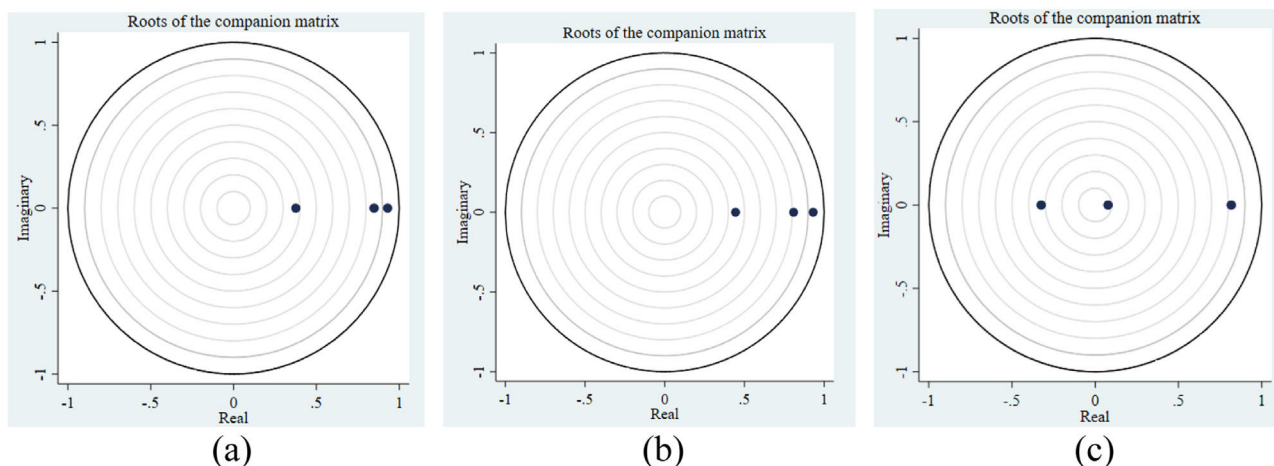 Roots of the companion matrix
1
.5
0
-.5
-1
Imaginary
-1 -.5 0 .5 1
Real
(a)
Roots of the companion matrix
1
.5
0
-.5
-1
Imaginary
-1 -.5 0 .5 1
Real
(b)
Roots of the companion matrix
1
.5
0
-.5
-1
Imaginary
-1 -.5 0 .5 1
Real
(c)